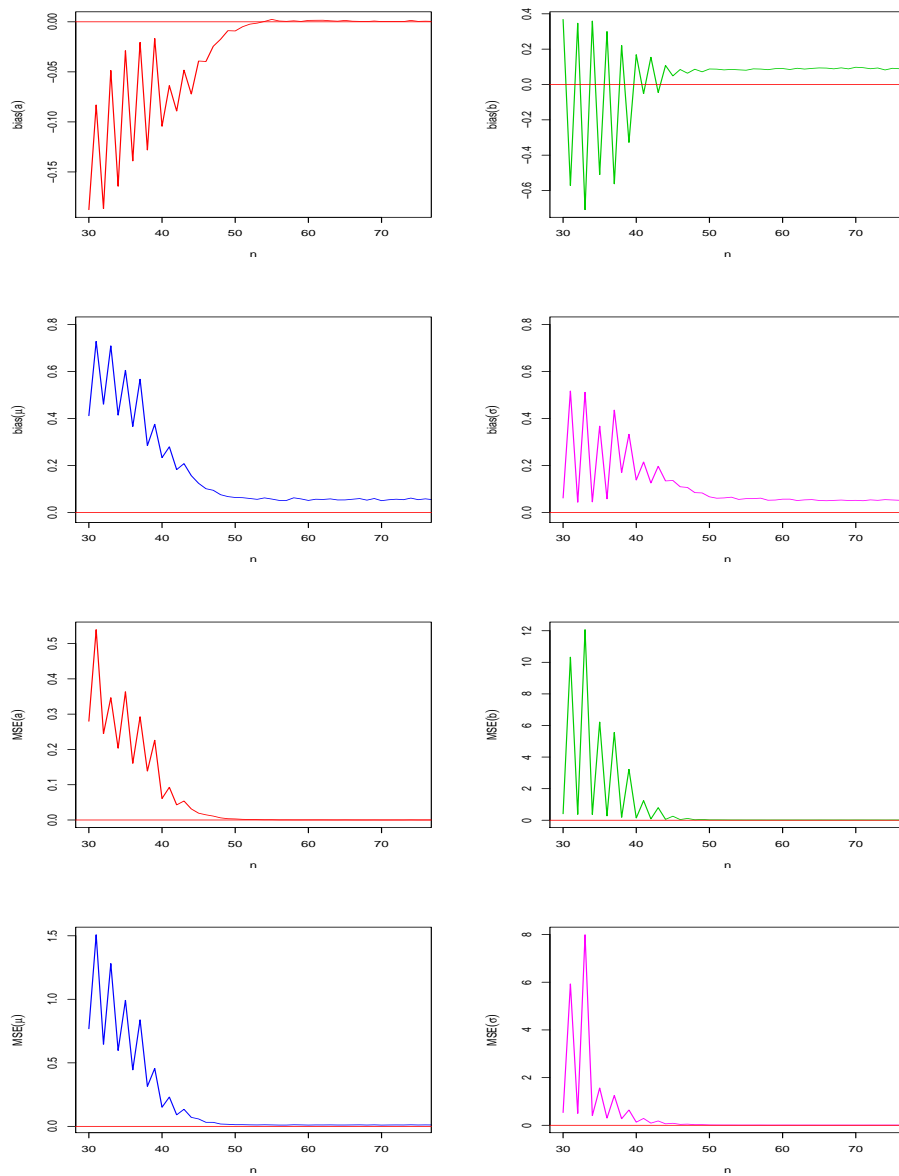 bias(a)
0.00
-0.05
-0.10
-0.15
30 40 50 60 70
n
bias(b)
0.4
0.2
0.0
-0.2
-0.4
-0.6
30 40 50 60 70
n
bias(μ)
0.8
0.6
0.4
0.2
0.0
30 40 50 60 70
n
bias(σ)
0.8
0.6
0.4
0.2
0.0
30 40 50 60 70
n
MSE(a)
0.5
0.4
0.3
0.2
0.1
0.0
30 40 50 60 70
n
MSE(b)
12
10
8
6
4
2
0
30 40 50 60 70
n
MSE(μ)
1.5
1.0
0.5
0.0
30 40 50 60 70
n
MSE(σ)
8
6
4
2
0
30 40 50 60 70
n